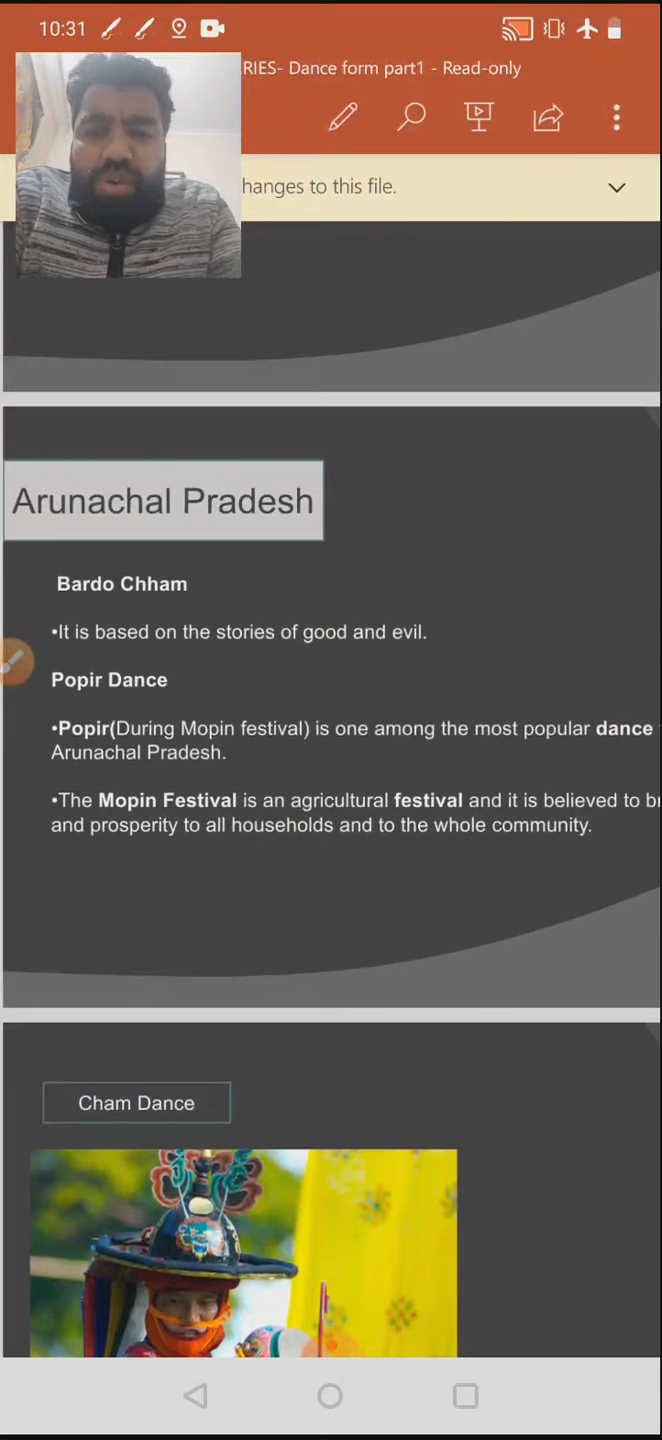 10:31
RIES- Dance form part1 - Read-only
hanges to this file.
Arunachal Pradesh
Bardo Chham
•It is based on the stories of good and evil.
Popir Dance
•Popir(During Mopin festival) is one among the most popular dance
Arunachal Pradesh.
•The Mopin Festival is an agricultural festival and it is believed to br
and prosperity to all households and to the whole community.
Cham Dance